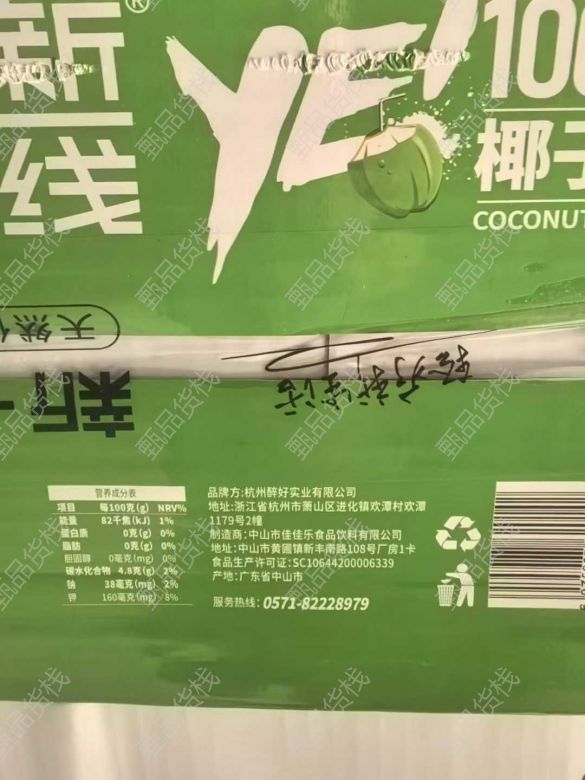 新线®
YE!
100
椰子
COCONUT
天然
新
营养成分表
项目 每100克(g) NRV%
能量 82千焦(kJ) 1%
蛋白质 0克(g) 0%
脂肪 0克(g) 0%
胆固醇 0毫克(mg) 0%
碳水化合物 4.8克(g) 2%
钠 38毫克(mg) 2%
钾 160毫克(mg) 8%
品牌方:杭州醉好实业有限公司
地址:浙江省杭州市萧山区进化镇欢潭村欢潭
1179号2幢
制造商:中山市佳佳乐食品饮料有限公司
地址:中山市黄圃镇新丰南路108号厂房1卡
食品生产许可证:SC10644200006339
产地:广东省中山市
服务热线:0571-82228979
甄品货栈